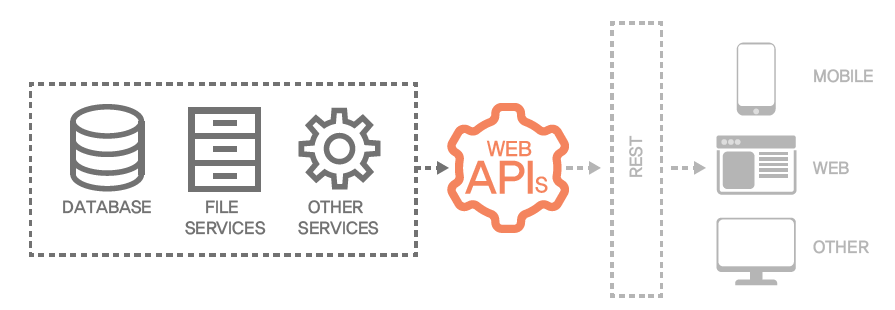 DATABASE
FILE
SERVICES
OTHER
SERVICES
WEB
APIs
REST
MOBILE
WEB
OTHER